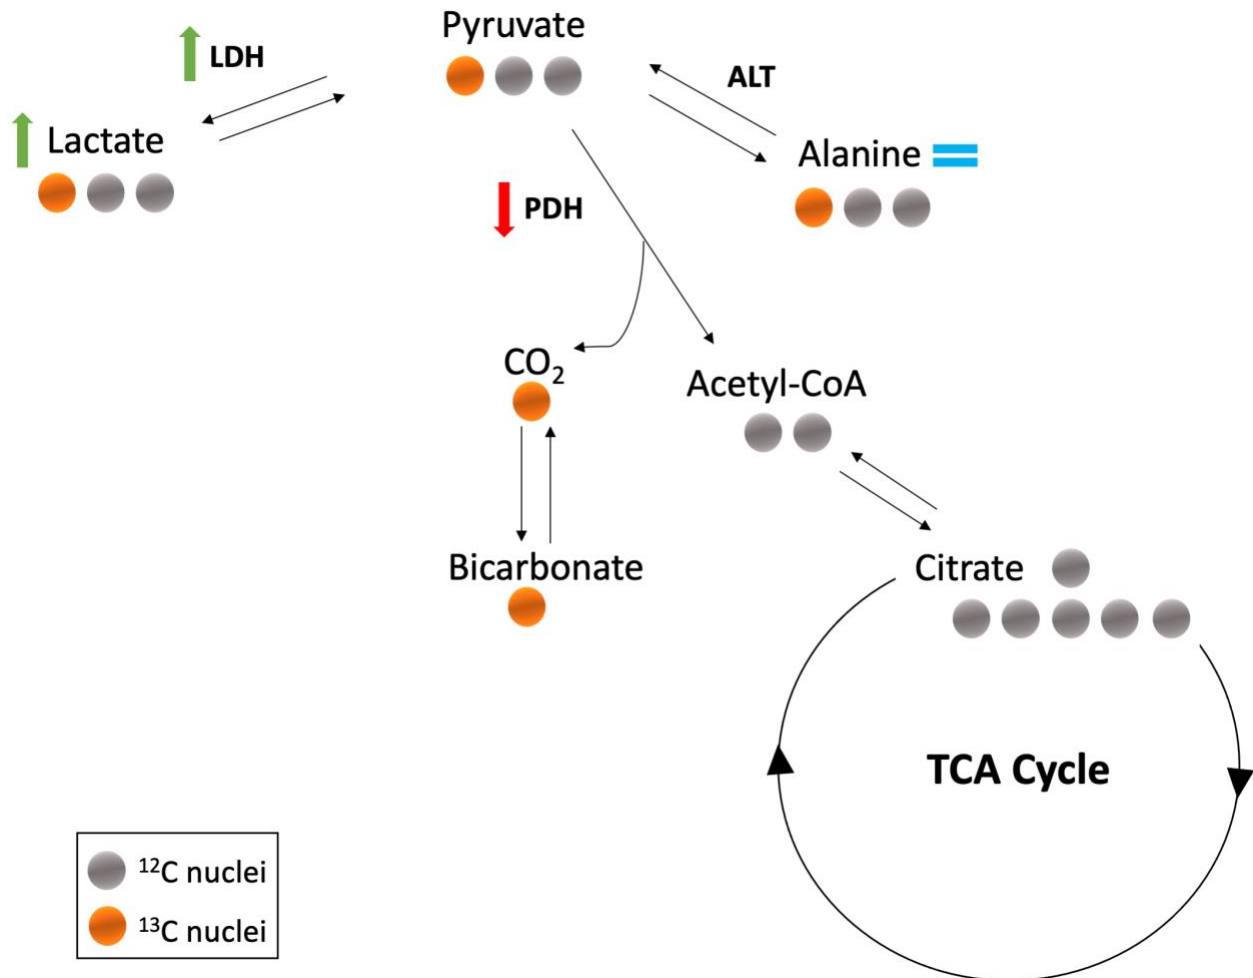 Pyruvate
LDH
ALT
Lactate
Alanine
PDH
CO₂
Acetyl-CoA
Bicarbonate
Citrate
TCA Cycle
¹²C nuclei
¹³C nuclei